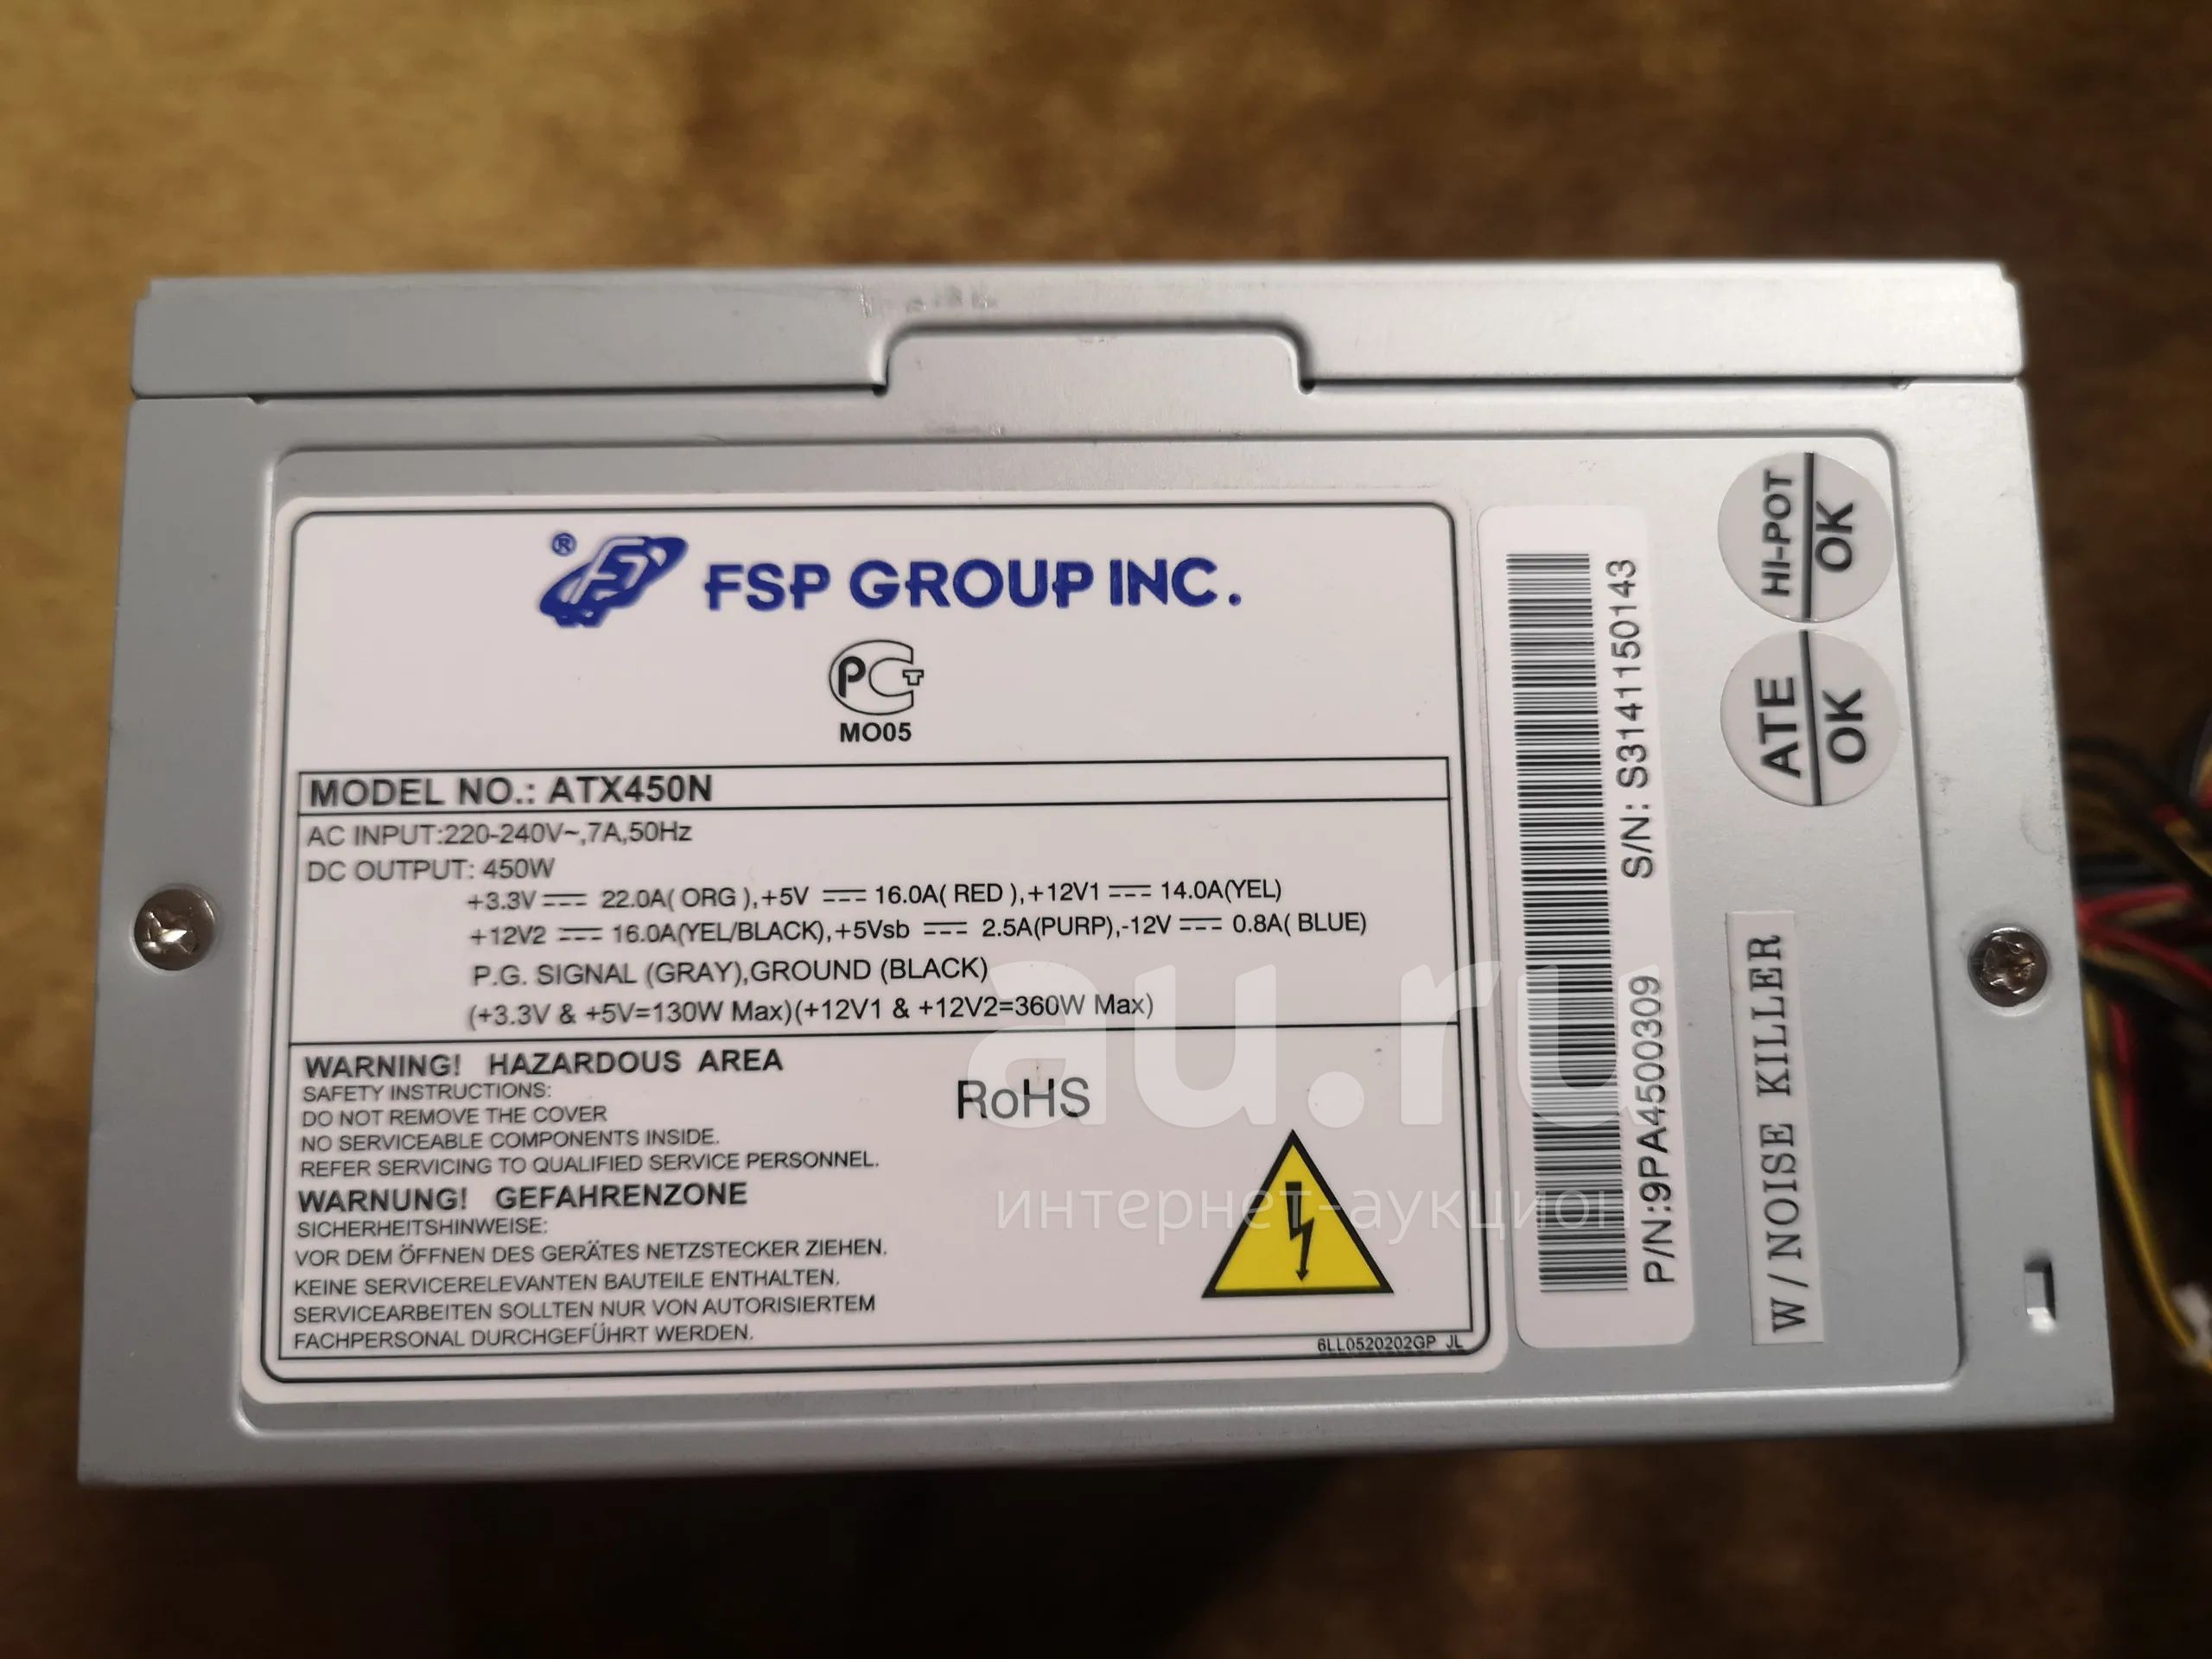 ® FSP GROUP INC.
РСТ
MO05
MODEL NO.: ATX450N
AC INPUT:220-240V~,7A,50Hz
DC OUTPUT: 450W
+3.3V 22.0A( ORG ),+5V 16.0A( RED ),+12V1 14.0A(YEL)
+12V2 16.0A(YEL/BLACK),+5Vsb 2.5A(PURP),-12V 0.8A( BLUE)
P.G. SIGNAL (GRAY),GROUND (BLACK)
(+3.3V & +5V=130W Max)(+12V1 & +12V2=360W Max)
WARNING! HAZARDOUS AREA
SAFETY INSTRUCTIONS:
DO NOT REMOVE THE COVER
NO SERVICEABLE COMPONENTS INSIDE.
REFER SERVICING TO QUALIFIED SERVICE PERSONNEL.
WARNUNG! GEFAHRENZONE
SICHERHEITSHINWEISE:
VOR DEM ÖFFNEN DES GERÄTES NETZSTECKER ZIEHEN.
KEINE SERVICERELEVANTEN BAUTEILE ENTHALTEN.
SERVICEARBEITEN SOLLTEN NUR VON AUTORISIERTEM
FACHPERSONAL DURCHGEFÜHRT WERDEN.
RoHS
6LL0520202GP JL
S/N: S3141150143
P/N:9PA4500309
HI-POT
OK
ATE
OK
W/NOISE KILLER
au.ru
интернет-аукцион